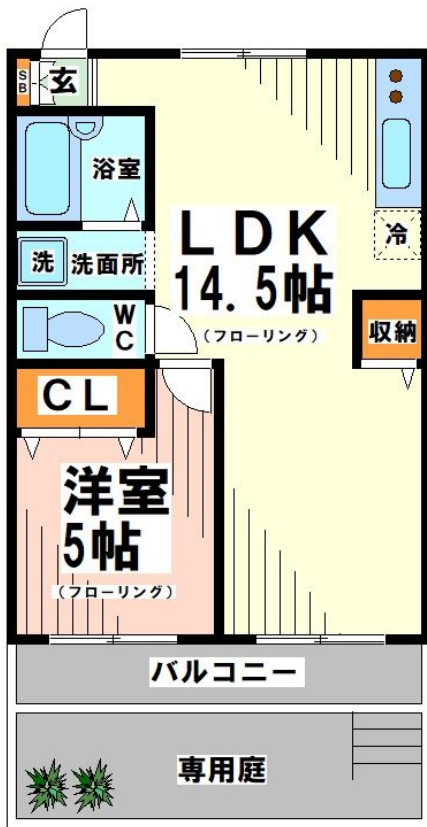 SB
玄
浴室
洗
洗面所
WC
LDK
14.5帖
(フローリング)
冷
収納
CL
洋室
5帖
(フローリング)
バルコニー
専用庭